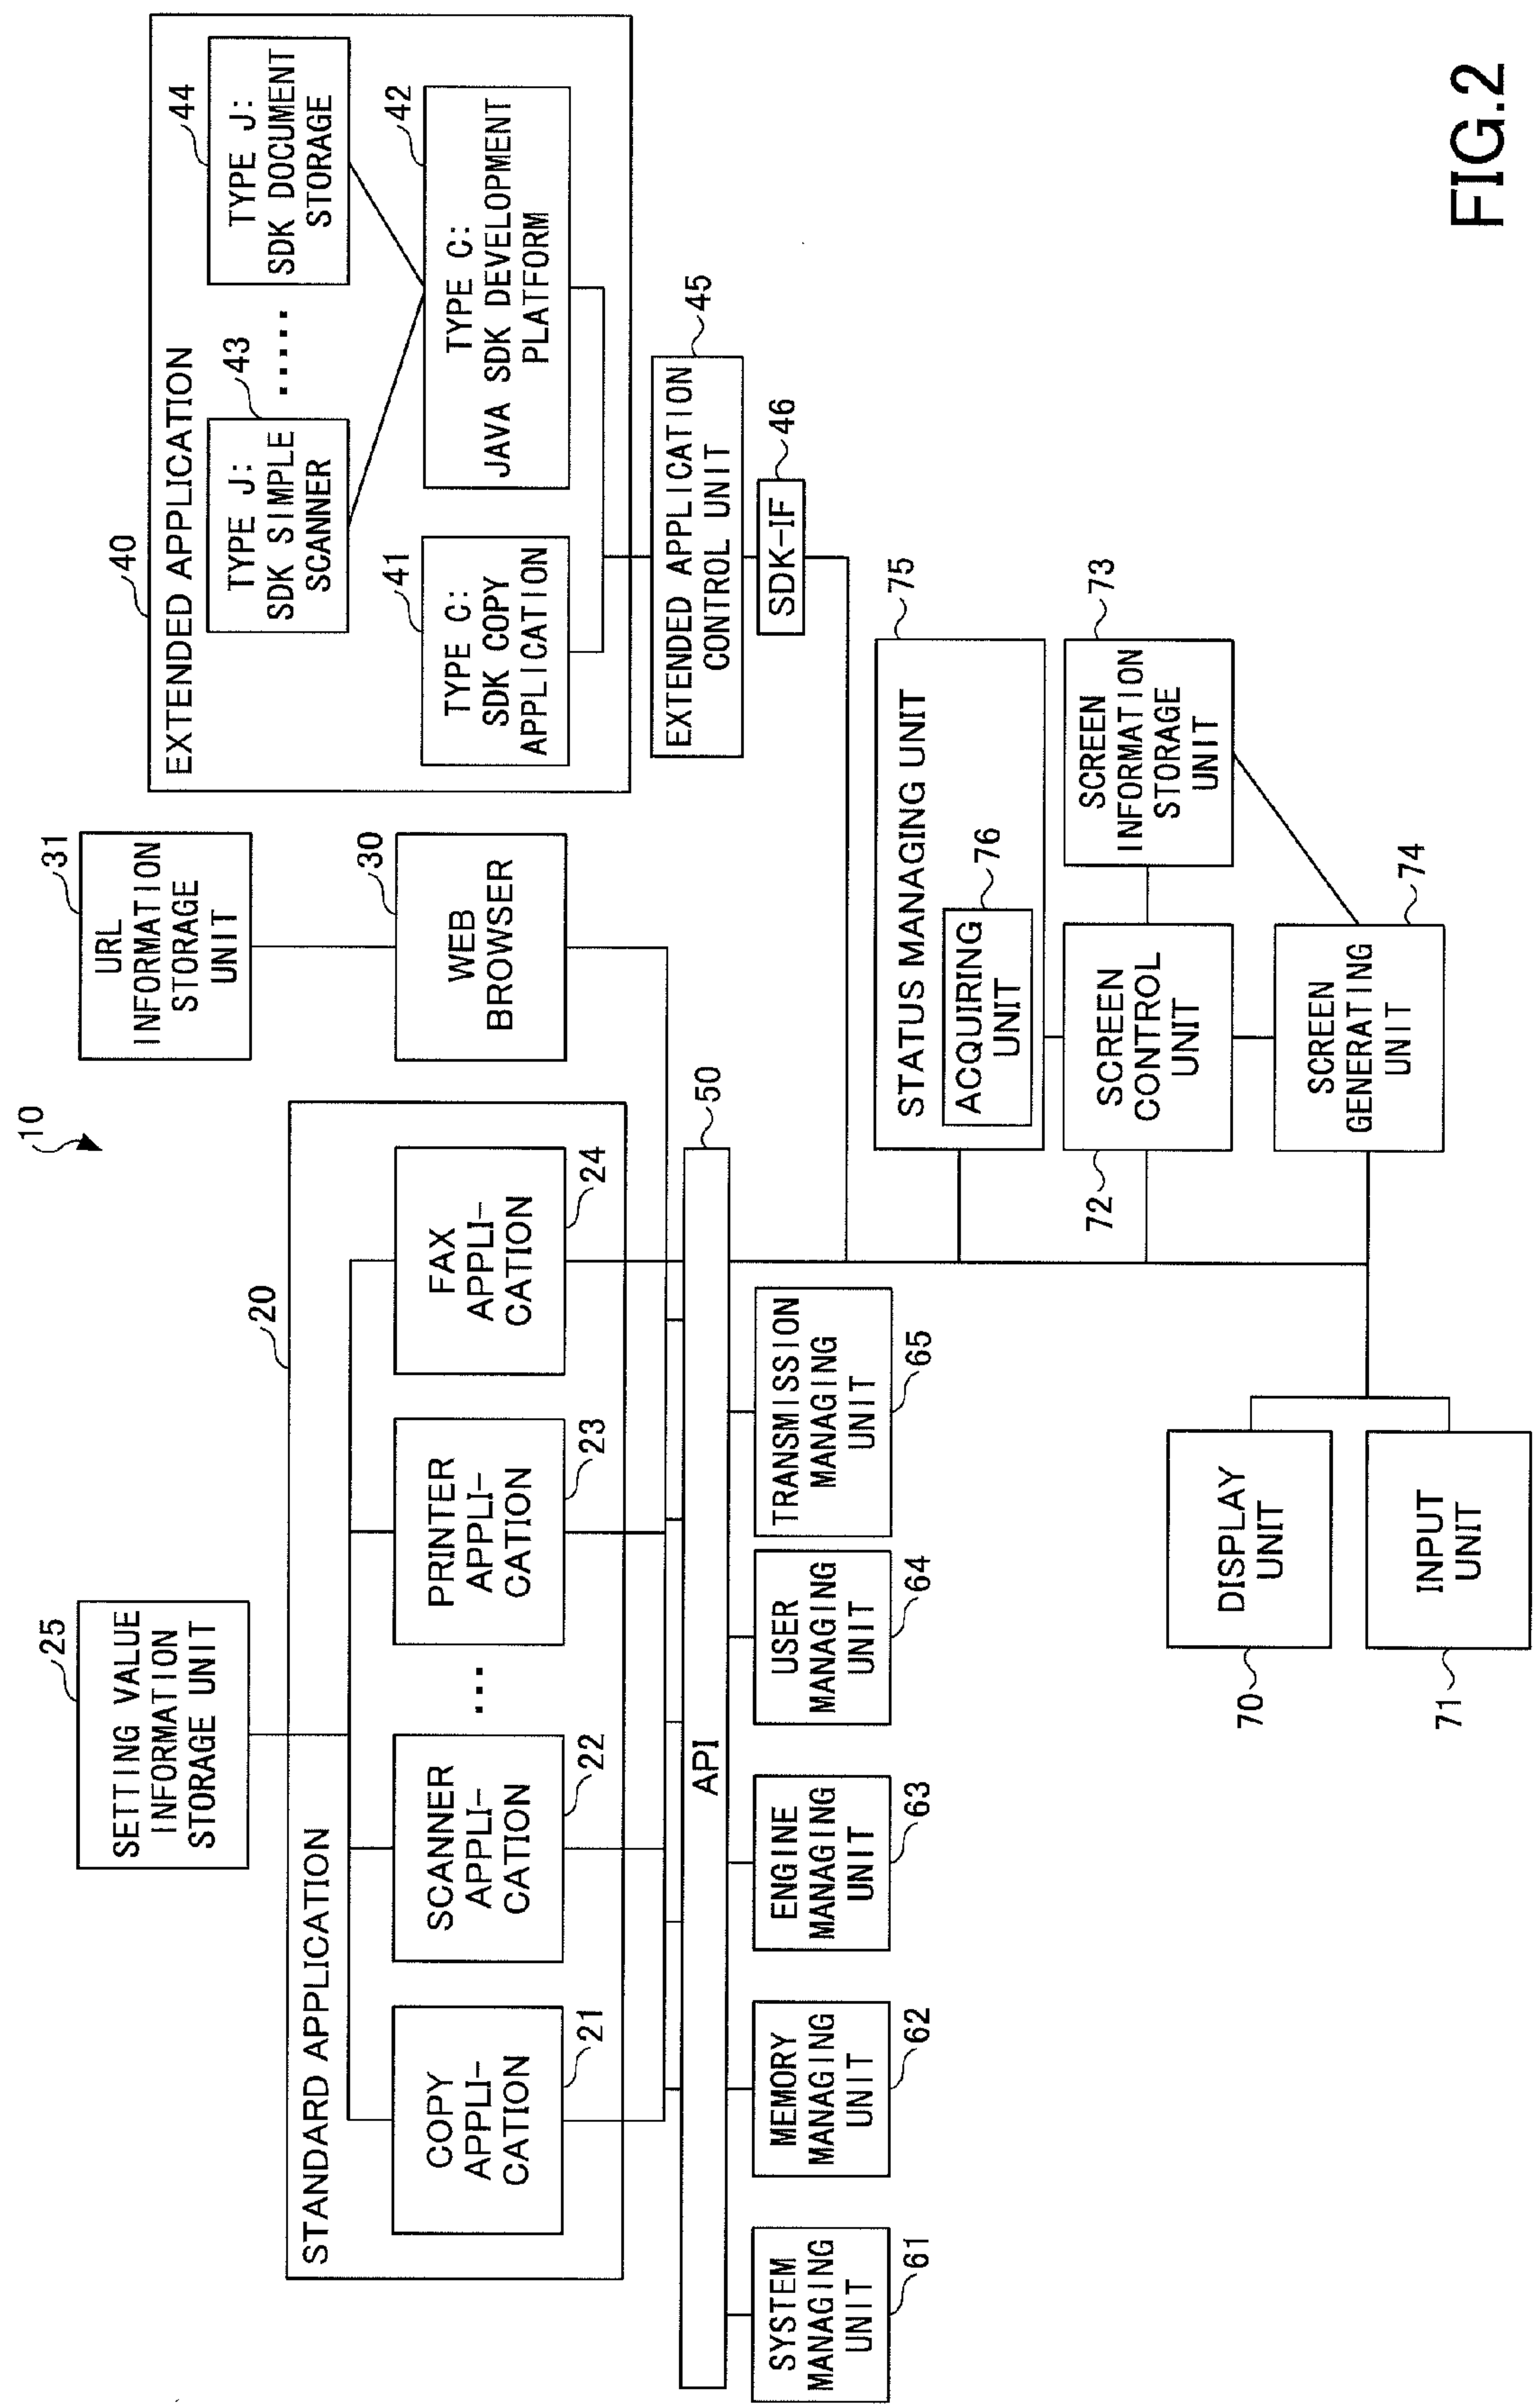 10
25
SETTING VALUE
INFORMATION
STORAGE UNIT
31
URL
INFORMATION
STORAGE
UNIT
40
EXTENDED APPLICATION
43
TYPE J:
SDK SIMPLE
SCANNER
.....
44
TYPE J:
SDK DOCUMENT
STORAGE
20
STANDARD APPLICATION
COPY
APPLI-
CATION
21
SCANNER
APPLI-
CATION
22
...
PRINTER
APPLI-
CATION
23
FAX
APPLI-
CATION
24
30
WEB
BROWSER
41
TYPE C:
SDK COPY
APPLICATION
42
TYPE C:
JAVA SDK DEVELOPMENT
PLATFORM
API
50
EXTENDED APPLICATION
CONTROL UNIT
45
SDK-IF
46
SYSTEM
MANAGING
UNIT
61
MEMORY
MANAGING
UNIT
62
ENGINE
MANAGING
UNIT
63
USER
MANAGING
UNIT
64
TRANSMISSION
MANAGING
UNIT
65
STATUS MANAGING UNIT
75
ACQUIRING
UNIT
76
72
SCREEN
CONTROL
UNIT
SCREEN
INFORMATION
STORAGE
UNIT
73
SCREEN
GENERATING
UNIT
74
70
DISPLAY
UNIT
71
INPUT
UNIT
FIG.2